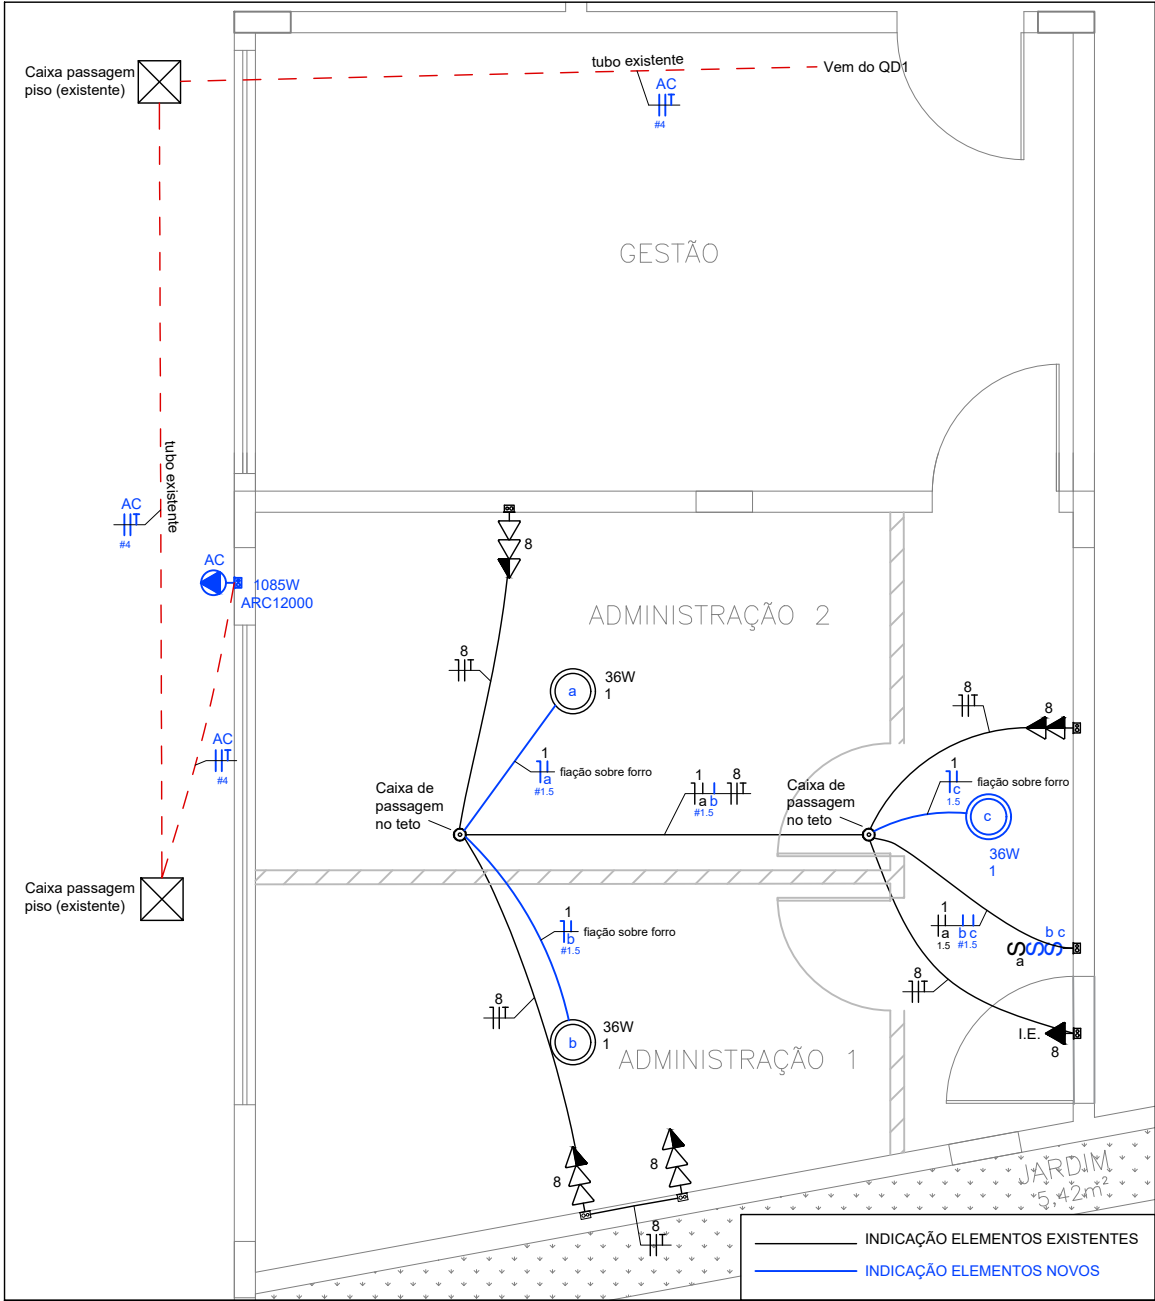 Caixa passagem
piso (existente)
tubo existente
Vem do QD1
AC
#4
GESTÃO
tubo existente
AC
#4
AC
1085W
ARC12000
8
ADMINISTRAÇÃO 2
8
a
36W
1
8
8
1
a
#1.5
fiação sobre forro
AC
#4
Caixa de
passagem
no teto
1
8
a b
#1.5
Caixa de
passagem
no teto
1
c
1.5
fiação sobre forro
c
36W
1
Caixa passagem
piso (existente)
1
b
#1.5
fiação sobre forro
1
a
1.5
b c
#1.5
b c
S S S
a
8
8
b
36W
1
I.E.
8
ADMINISTRAÇÃO 1
8
8
8
JARDIM
5,42m²
INDICAÇÃO ELEMENTOS EXISTENTES
INDICAÇÃO ELEMENTOS NOVOS